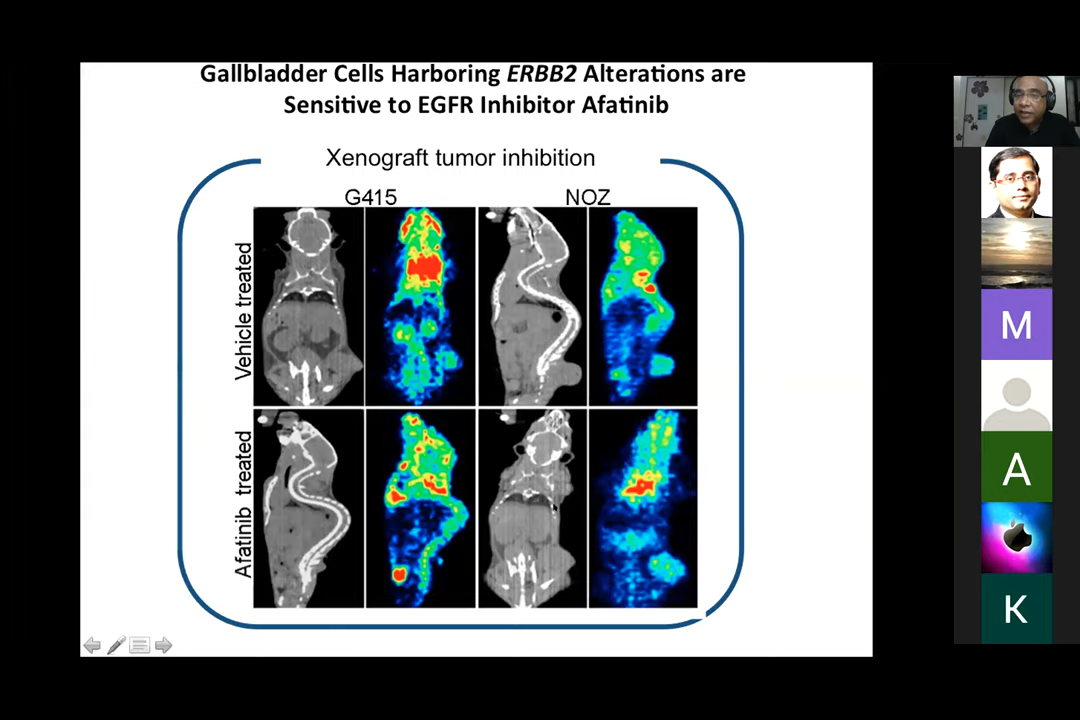 Gallbladder Cells Harboring ERBB2 Alterations are
Sensitive to EGFR Inhibitor Afatinib
Xenograft tumor inhibition
G415
NOZ
Vehicle treated
Afatinib treated
M
A
K